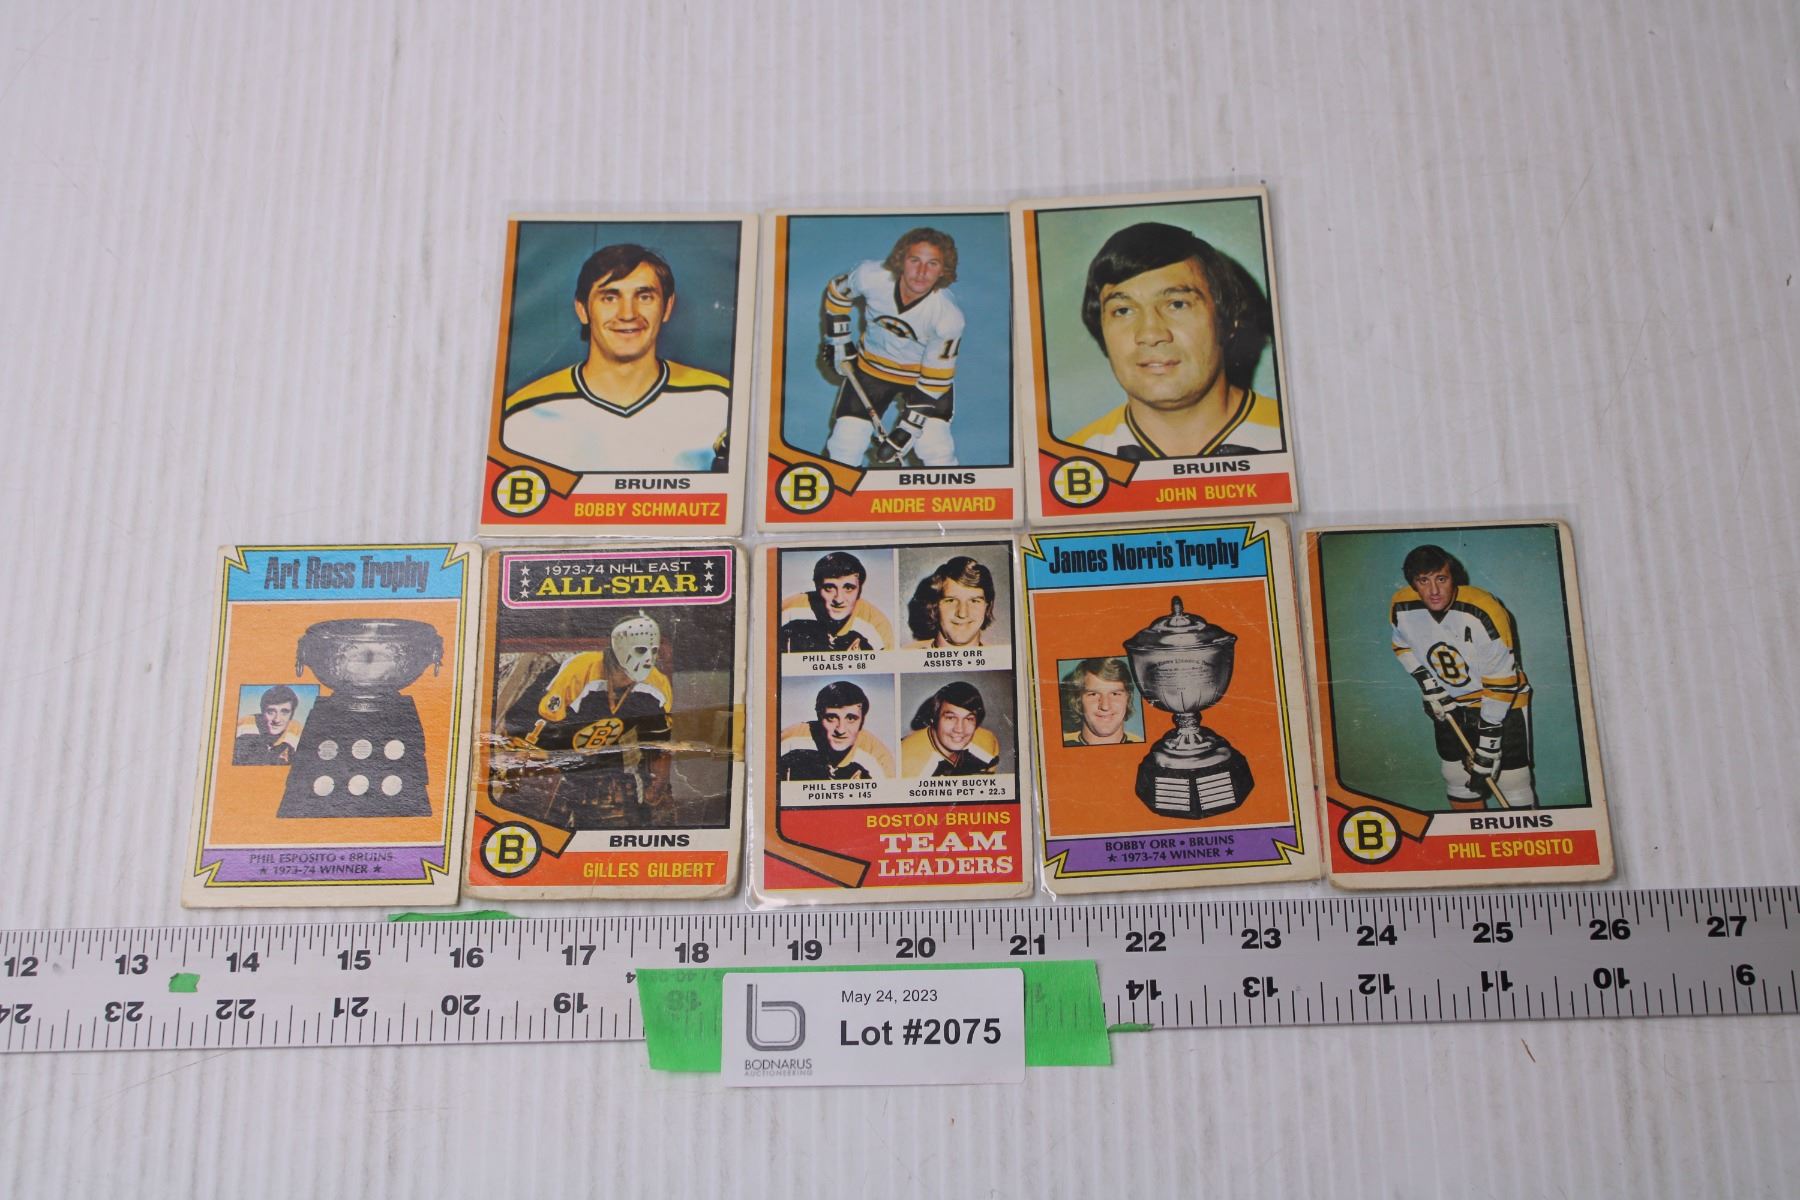 BRUINS
BOBBY SCHMAUTZ
B
BRUINS
ANDRE SAVARD
B
BRUINS
JOHN BUCYK
B
Art Ross Trophy
PHIL ESPOSITO • BRUINS
★ 1973-74 WINNER ★
1973-74 NHL EAST
ALL-STAR
B
BRUINS
GILLES GILBERT
PHIL ESPOSITO
GOALS • 68
BOBBY ORR
ASSISTS • 90
PHIL ESPOSITO
POINTS • 145
JOHNNY BUCYK
SCORING PCT • 22.3
BOSTON BRUINS
TEAM
LEADERS
James Norris Trophy
BOBBY ORR • BRUINS
★ 1973-74 WINNER ★
A
B
BRUINS
PHIL ESPOSITO
B
12 13 14 15 16 17 18 19 20 21 22 23 24 25 26 27
24 23 22 21 20 19 18 14 13 12 11 10 9
May 24, 2023
Lot #2075
BODNARUS
AUCTIONEERING